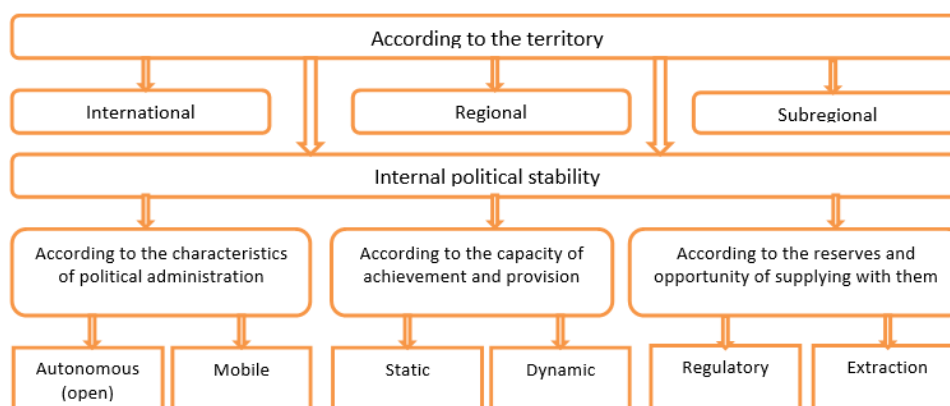 According to the territory
International
Regional
Subregional
Internal political stability
According to the characteristics
of political administration
According to the capacity of
achievement and provision
According to the reserves and
opportunity of supplying with them
Autonomous
(open)
Mobile
Static
Dynamic
Regulatory
Extraction